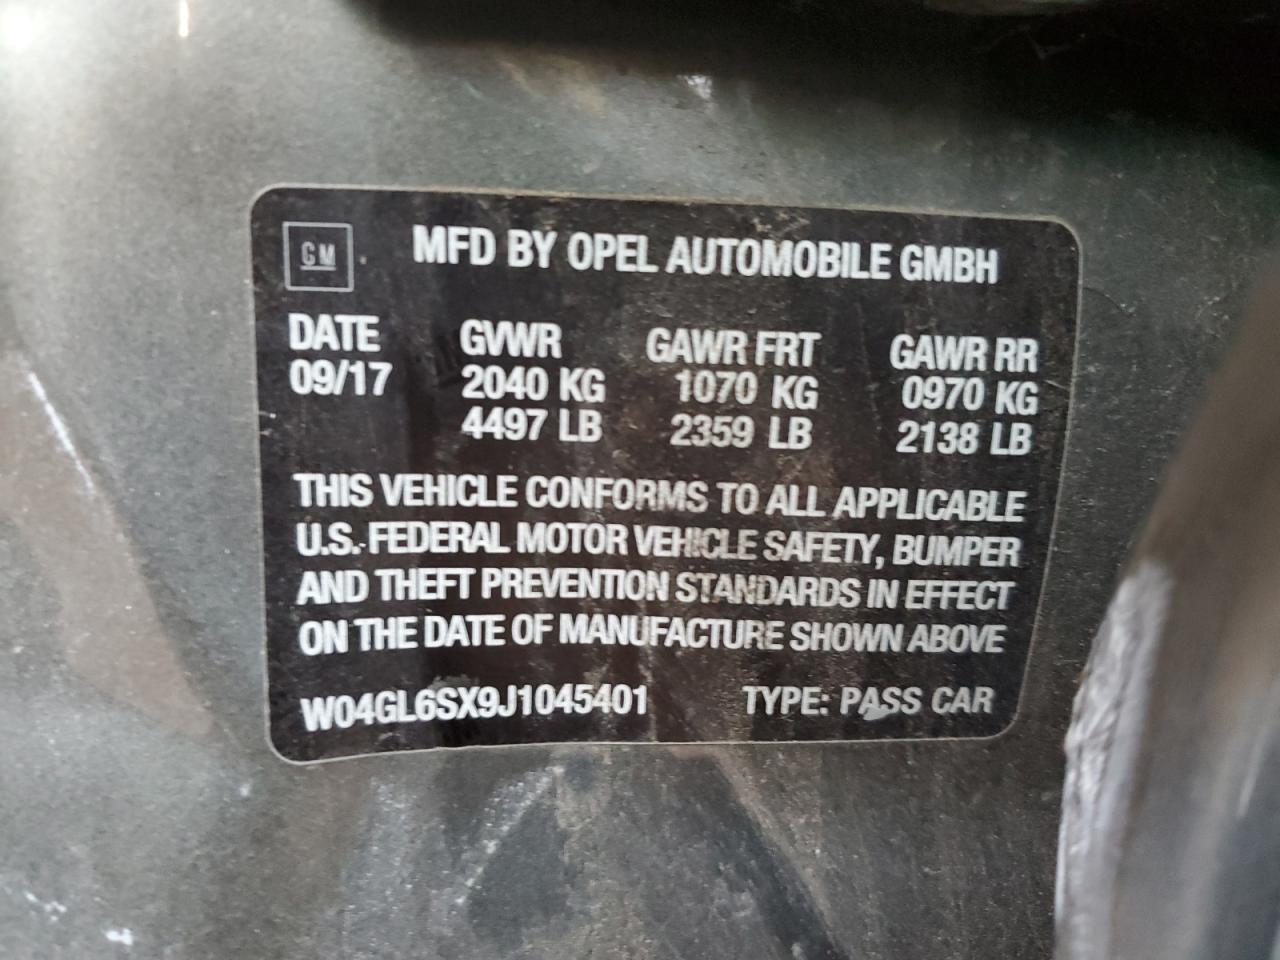 GM MFD BY OPEL AUTOMOBILE GMBH
DATE GVWR GAWR FRT GAWR RR
09/17 2040 KG 1070 KG 0970 KG
4497 LB 2359 LB 2138 LB
THIS VEHICLE CONFORMS TO ALL APPLICABLE
U.S. FEDERAL MOTOR VEHICLE SAFETY, BUMPER
AND THEFT PREVENTION STANDARDS IN EFFECT
ON THE DATE OF MANUFACTURE SHOWN ABOVE
W04GL6SX9J1045401 TYPE: PASS CAR